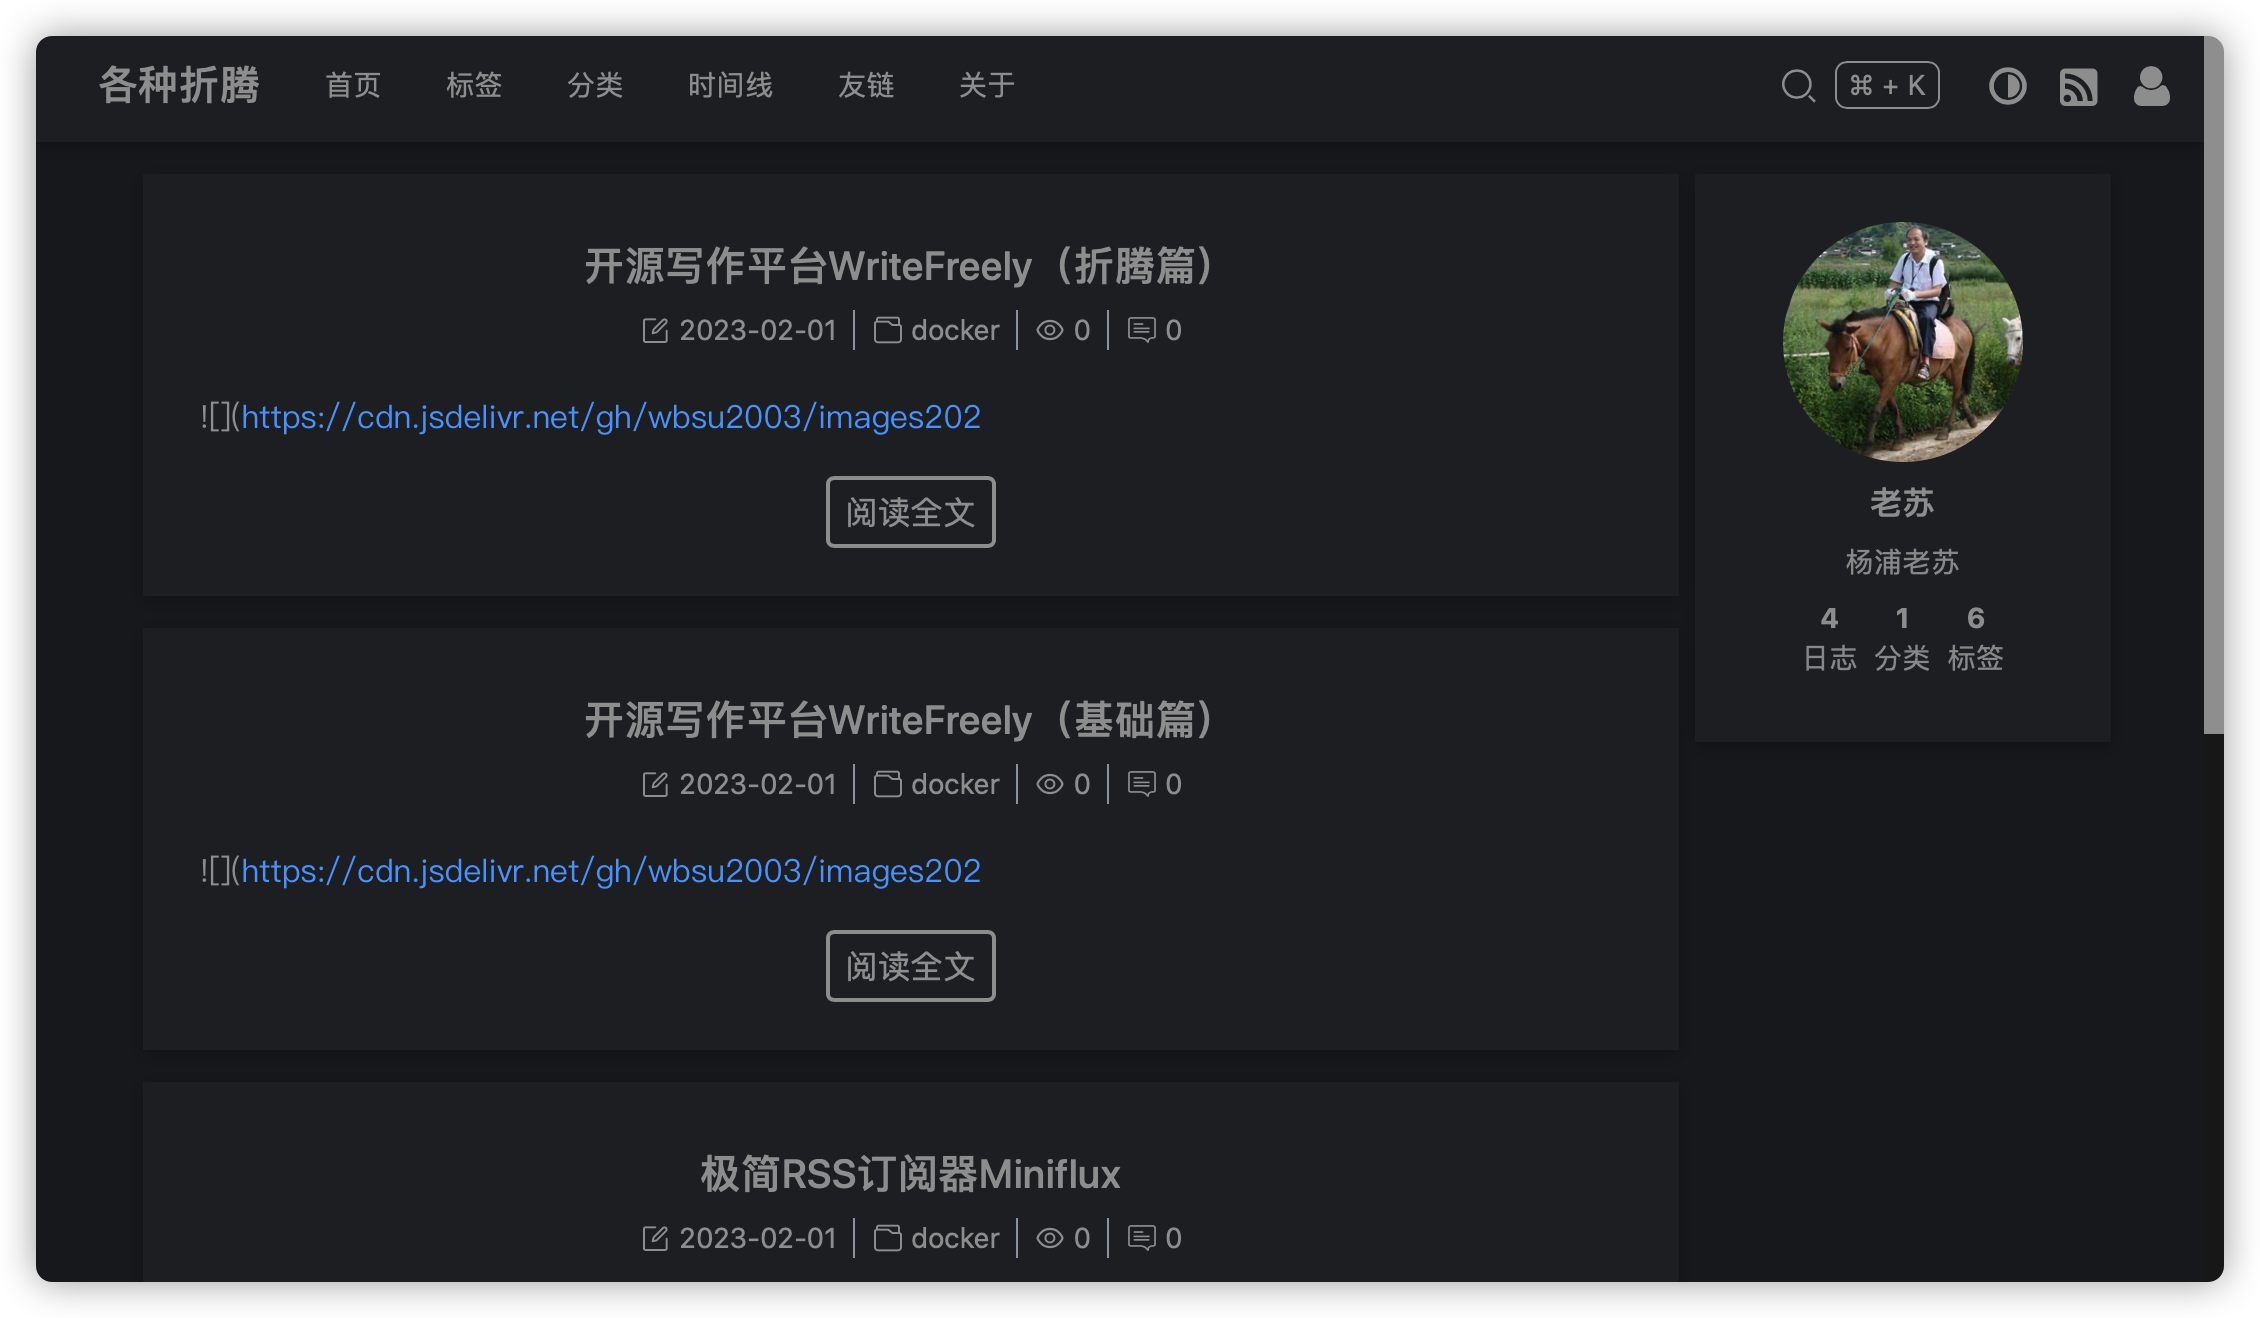 各种折腾 首页 标签 分类 时间线 友链 关于 ⌘ + K
开源写作平台WriteFreely（折腾篇）
2023-02-01 docker 0 0
![](https://cdn.jsdelivr.net/gh/wbsu2003/images202
阅读全文
开源写作平台WriteFreely（基础篇）
2023-02-01 docker 0 0
![](https://cdn.jsdelivr.net/gh/wbsu2003/images202
阅读全文
极简RSS订阅器Miniflux
2023-02-01 docker 0 0
老苏
杨浦老苏
4 1 6
日志 分类 标签